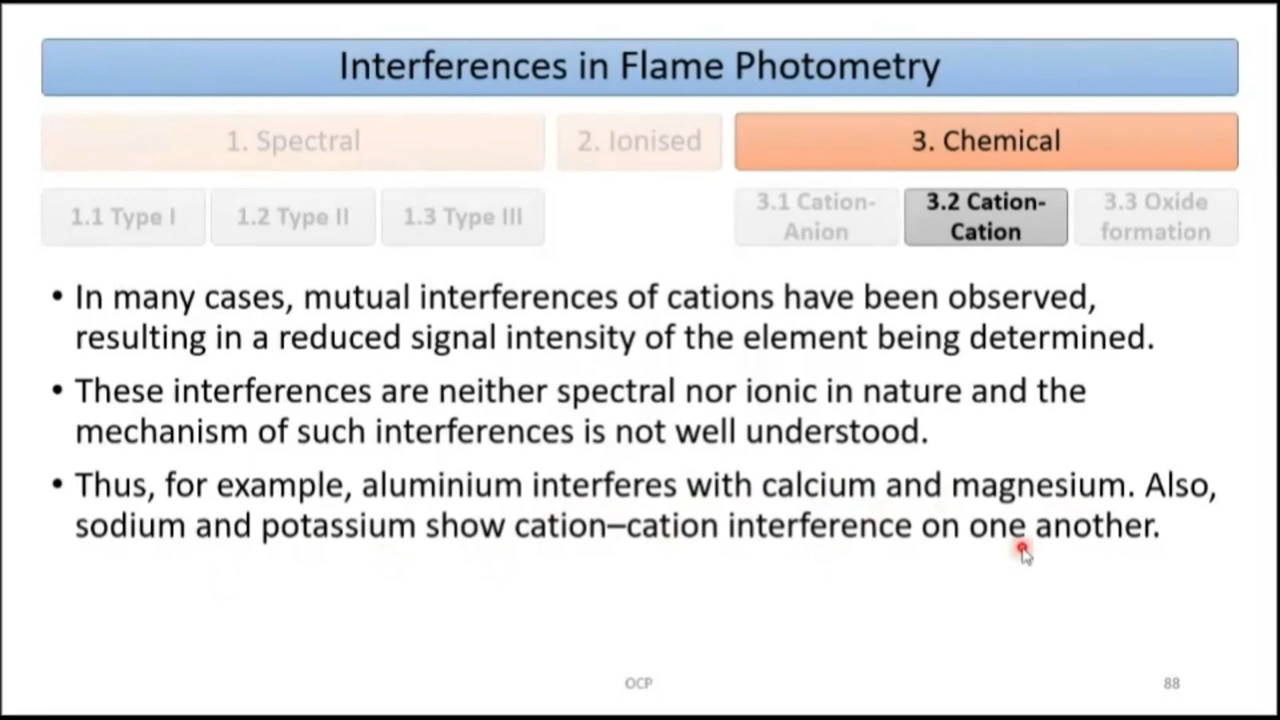 Interferences in Flame Photometry
1. Spectral
2. Ionised
3. Chemical
1.1 Type I
1.2 Type II
1.3 Type III
3.1 Cation-
Anion
3.2 Cation-
Cation
3.3 Oxide
formation
• In many cases, mutual interferences of cations have been observed,
resulting in a reduced signal intensity of the element being determined.
• These interferences are neither spectral nor ionic in nature and the
mechanism of such interferences is not well understood.
• Thus, for example, aluminium interferes with calcium and magnesium. Also,
sodium and potassium show cation–cation interference on one another.
OCP
88